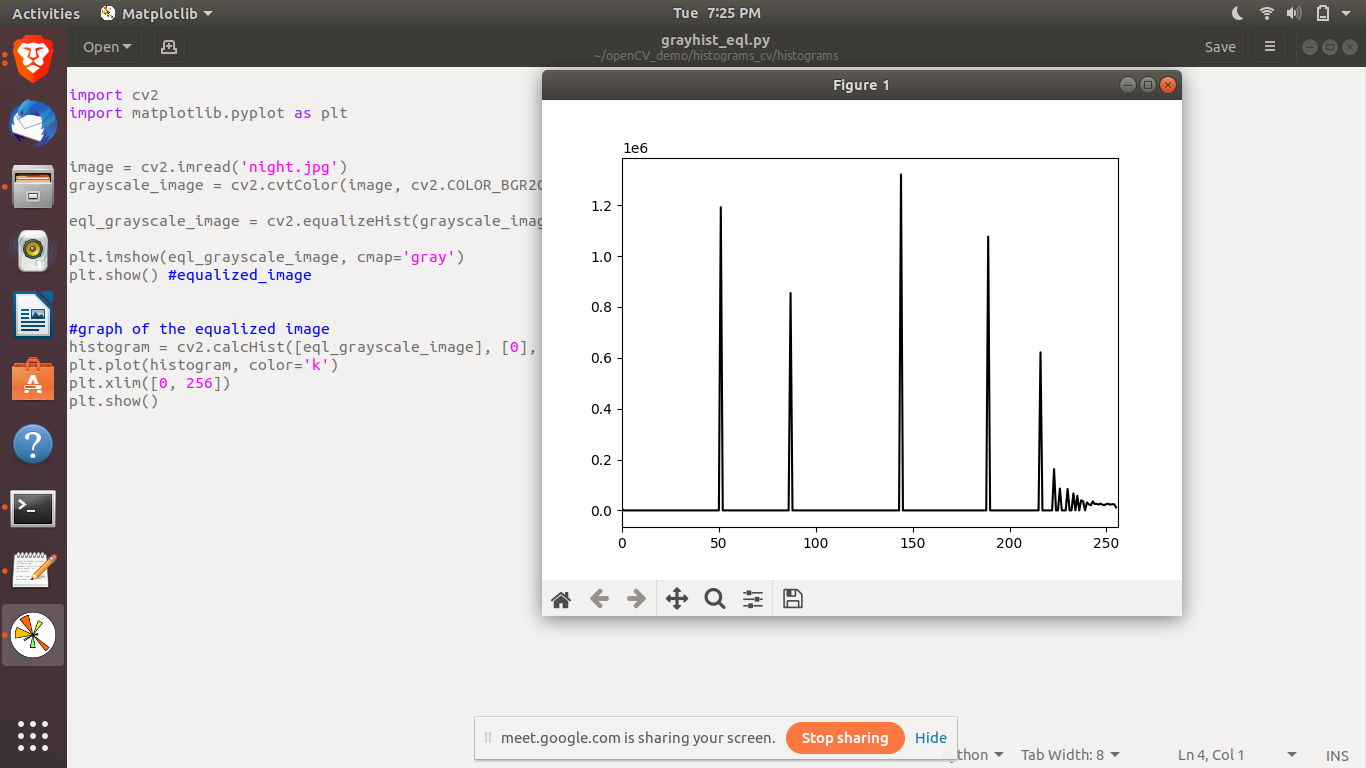 Activities Matplotlib Tue 7:25 PM
Open grayhist_eql.py Save
~/openCV_demo/histograms_cv/histograms
import cv2
import matplotlib.pyplot as plt
image = cv2.imread('night.jpg')
grayscale_image = cv2.cvtColor(image, cv2.COLOR_BGR2
eql_grayscale_image = cv2.equalizeHist(grayscale_imag
plt.imshow(eql_grayscale_image, cmap='gray')
plt.show() #equalized_image
#graph of the equalized image
histogram = cv2.calcHist([eql_grayscale_image], [0],
plt.plot(histogram, color='k')
plt.xlim([0, 256])
plt.show()
Figure 1
1e6
1.2
1.0
0.8
0.6
0.4
0.2
0.0
0 50 100 150 200 250
meet.google.com is sharing your screen. Stop sharing Hide
thon Tab Width: 8 Ln 4, Col 1 INS